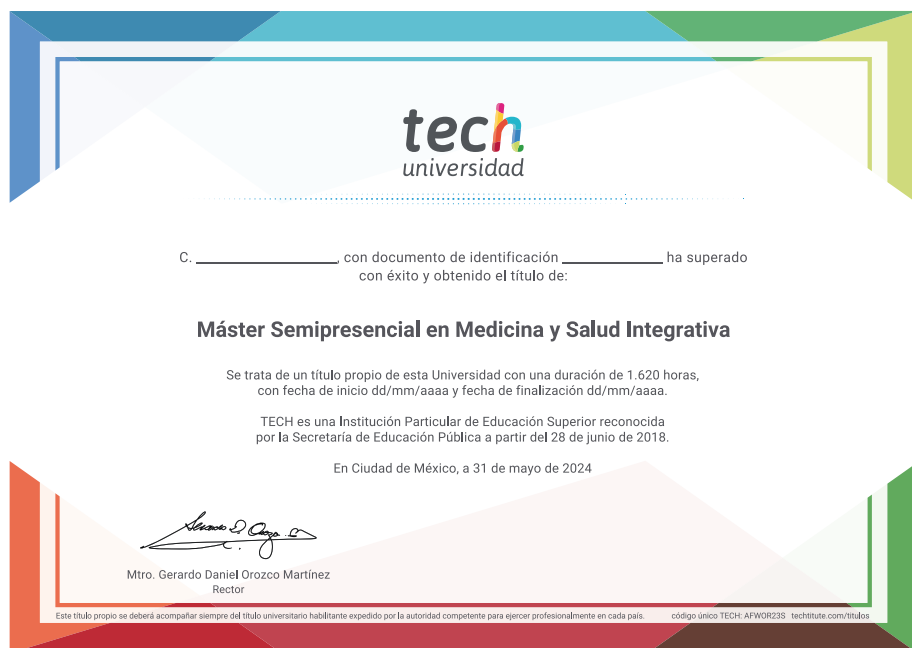 tech
universidad
C. ____________, con documento de identificación ____________ ha superado
con éxito y obtenido el título de:
Máster Semipresencial en Medicina y Salud Integrativa
Se trata de un título propio de esta Universidad con una duración de 1.620 horas,
con fecha de inicio dd/mm/aaaa y fecha de finalización dd/mm/aaaa.
TECH es una Institución Particular de Educación Superior reconocida
por la Secretaría de Educación Pública a partir del 28 de junio de 2018.
En Ciudad de México, a 31 de mayo de 2024
Mtro. Gerardo Daniel Orozco Martínez
Rector
Este título propio se deberá acompañar siempre del título universitario habilitante expedido por la autoridad competente para ejercer profesionalmente en cada país. código único TECH: AFWOR23S techtitute.com/titulos